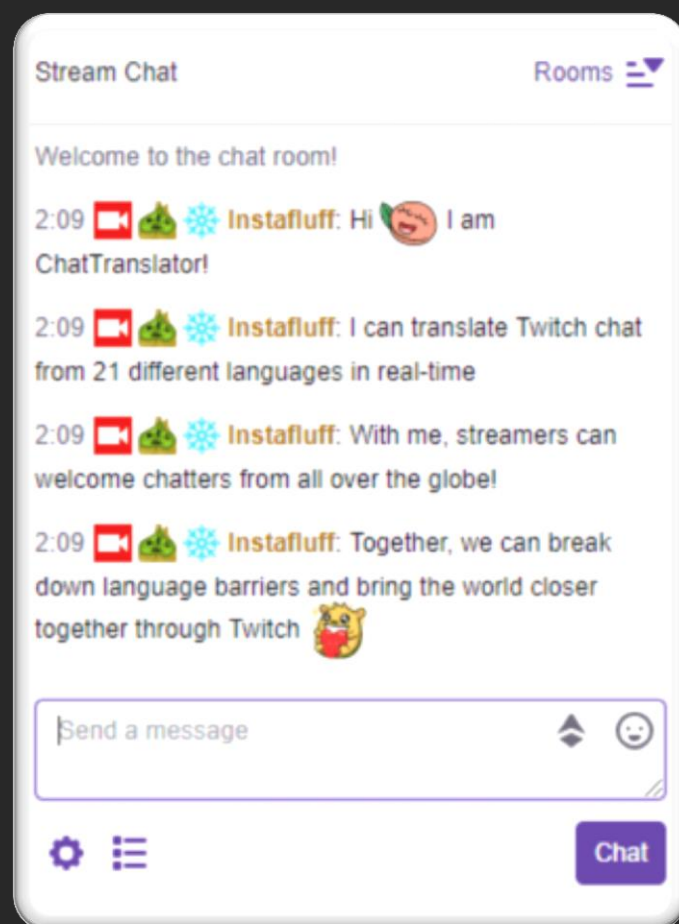 Stream Chat Rooms
Welcome to the chat room!
2:09 Instafluff: Hi I am
ChatTranslator!
2:09 Instafluff: I can translate Twitch chat
from 21 different languages in real-time
2:09 Instafluff: With me, streamers can
welcome chatters from all over the globe!
2:09 Instafluff: Together, we can break
down language barriers and bring the world closer
together through Twitch
Send a message
Chat